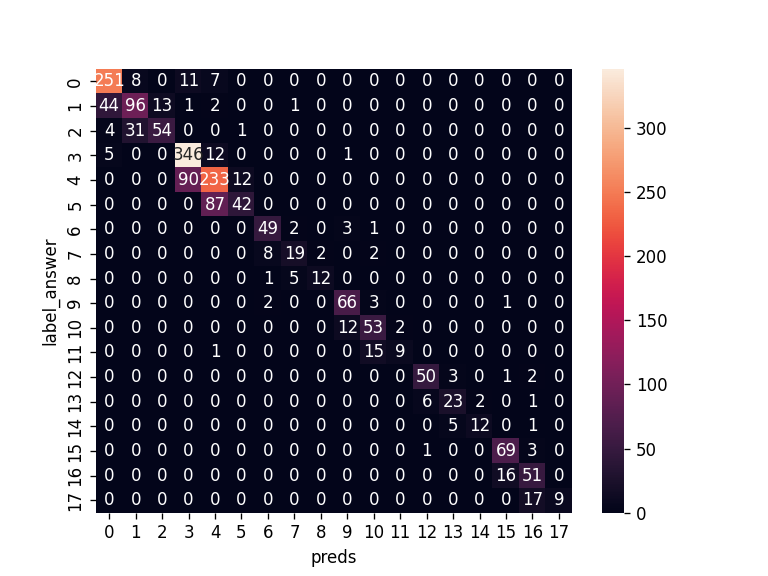 0 251 8 0 11 7 0 0 0 0 0 0 0 0 0 0 0 0 0
1 44 96 13 1 2 0 0 1 0 0 0 0 0 0 0 0 0 0
2 4 31 54 0 0 1 0 0 0 0 0 0 0 0 0 0 0 0
3 5 0 0 346 12 0 0 0 0 1 0 0 0 0 0 0 0 0
4 0 0 0 90 233 12 0 0 0 0 0 0 0 0 0 0 0 0
5 0 0 0 0 87 42 0 0 0 0 0 0 0 0 0 0 0 0
6 0 0 0 0 0 0 49 2 0 3 1 0 0 0 0 0 0 0
7 0 0 0 0 0 0 8 19 2 0 2 0 0 0 0 0 0 0
8 0 0 0 0 0 0 1 5 12 0 0 0 0 0 0 0 0 0
9 0 0 0 0 0 0 2 0 0 66 3 0 0 0 0 1 0 0
10 0 0 0 0 0 0 0 0 0 12 53 2 0 0 0 0 0 0
11 0 0 0 0 1 0 0 0 0 0 15 9 0 0 0 0 0 0
12 0 0 0 0 0 0 0 0 0 0 0 0 50 3 0 1 2 0
13 0 0 0 0 0 0 0 0 0 0 0 0 6 23 2 0 1 0
14 0 0 0 0 0 0 0 0 0 0 0 0 0 5 12 0 1 0
15 0 0 0 0 0 0 0 0 0 0 0 0 1 0 0 69 3 0
16 0 0 0 0 0 0 0 0 0 0 0 0 0 0 0 16 51 0
17 0 0 0 0 0 0 0 0 0 0 0 0 0 0 0 0 17 9
0 1 2 3 4 5 6 7 8 9 10 11 12 13 14 15 16 17
preds
label_answer
300
250
200
150
100
50
0